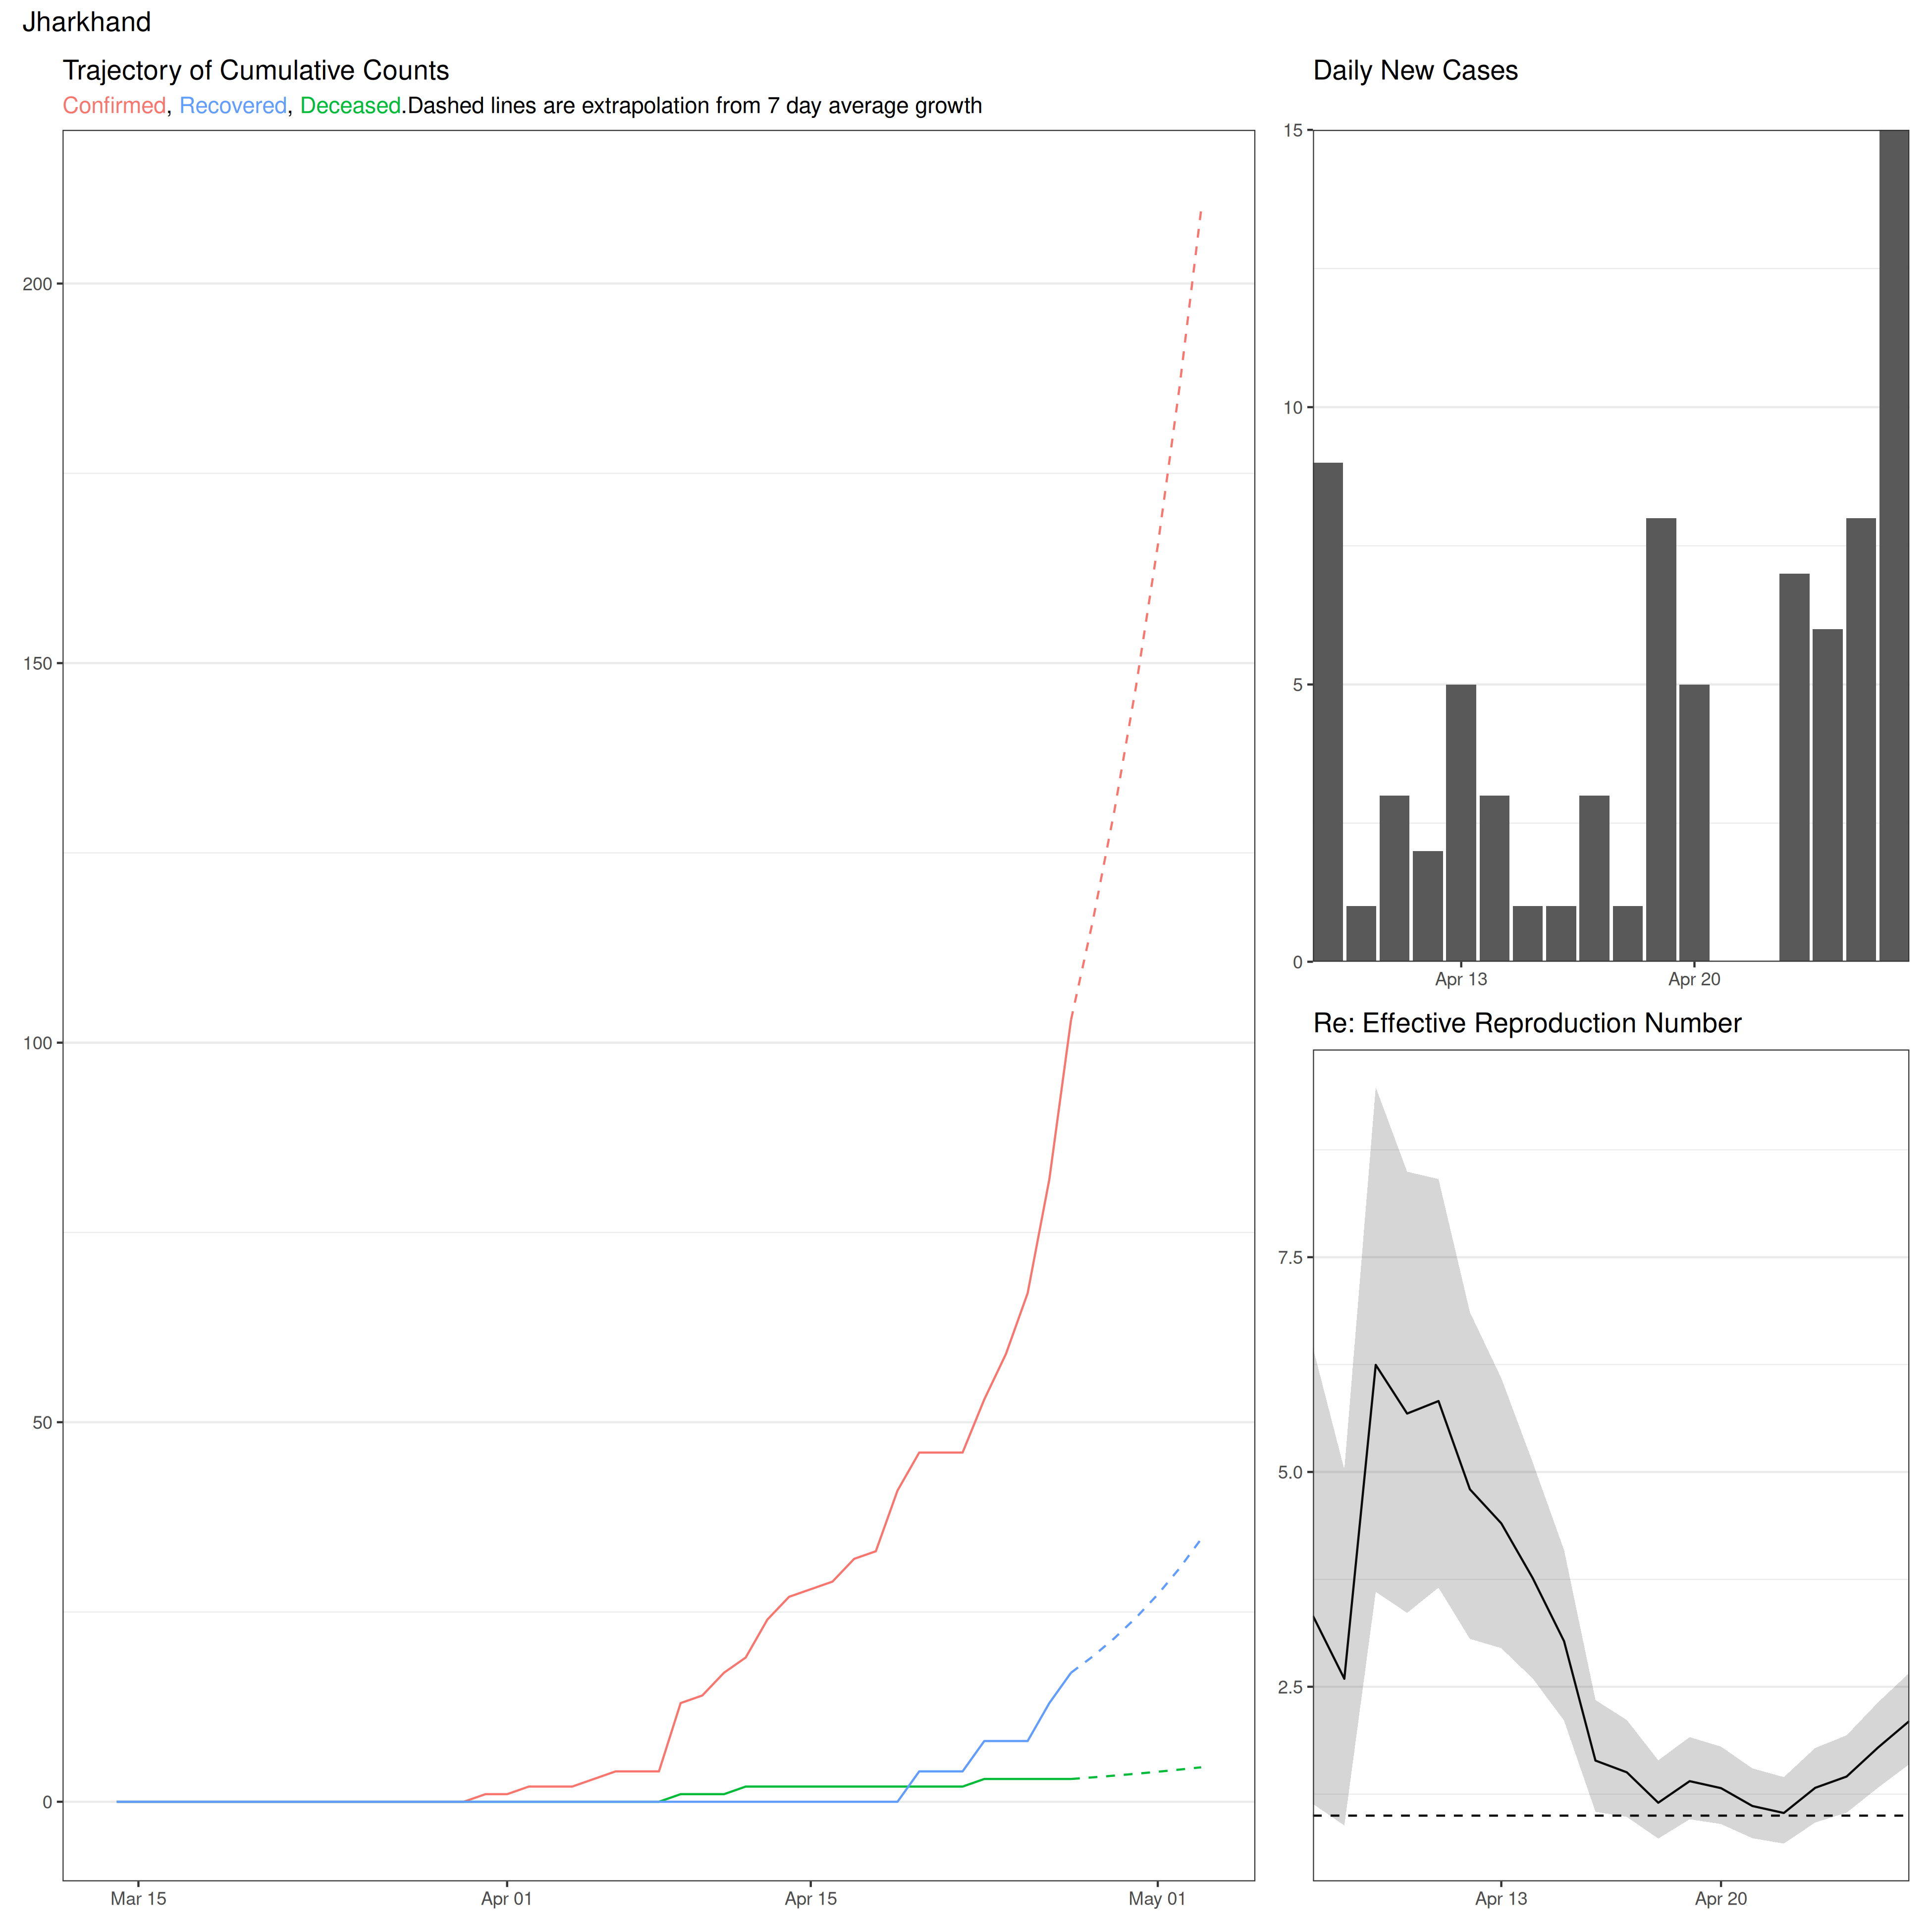 Jharkhand
Trajectory of Cumulative Counts
Confirmed, Recovered, Deceased.Dashed lines are extrapolation from 7 day average growth
200
150
100
50
0
Mar 15 Apr 01 Apr 15 May 01
Daily New Cases
15
10
5
0
Apr 13 Apr 20
Re: Effective Reproduction Number
7.5
5.0
2.5
Apr 13 Apr 20